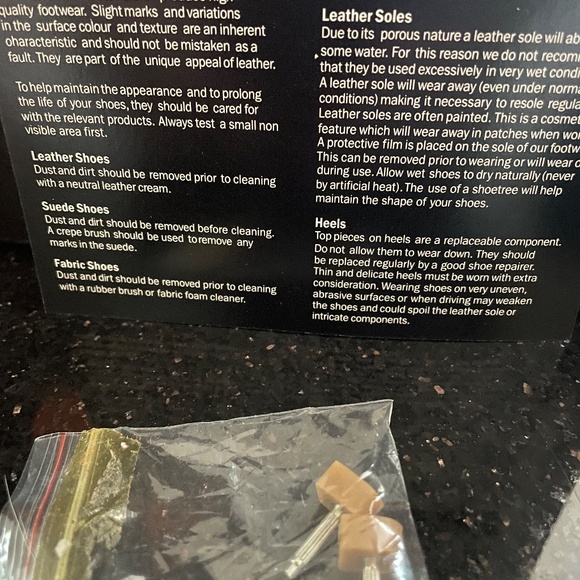 quality footwear. Slight marks and variations
in the surface colour and texture are an inherent
oharacteristic and should not be mistaken as a
fault. They are part of the unique appeal of leather.
To help maintain the appearance and to prolong
the life of your shoes, they should be cared for
with the relevant products. Always test a small non
visible area first.
Leather Shoes
Dust and dirt should be removed prior to cleaning
with a neutral leather cream.
Suede Shoes
Dust and dirt should be removed before cleaning.
A crepe brush should be used to remove any
marks in the suede.
Fabric Shoes
Dust and dirt should be removed prior to cleaning
with a rubber brush or fabric foam cleaner.
Leather Soles
Due to its porous nature a leather sole will ab
some water. For this reason we do not recom
that they be used excessively in very wet cond
A leather sole will wear away (even under norma
conditions) making it necessary to resole regula
Leather soles are often painted. This is a cosmet
feature which will wear away in patches when wor
A protective film is placed on the sole of our footw
This can be removed prior to wearing or will wear o
during use. Allow wet shoes to dry naturally (never
by artificial heat). The use of a shoetree will help
maintain the shape of your shoes.
Heels
Top pieces on heels are a replaceable component.
Do not allow them to wear down. They should
be replaced regularly by a good shoe repairer.
Thin and delicate heels must be worn with extra
consideration. Wearing shoes on very uneven,
abrasive surfaces or when driving may weaken
the shoes and could spoil the leather sole or
intricate components.